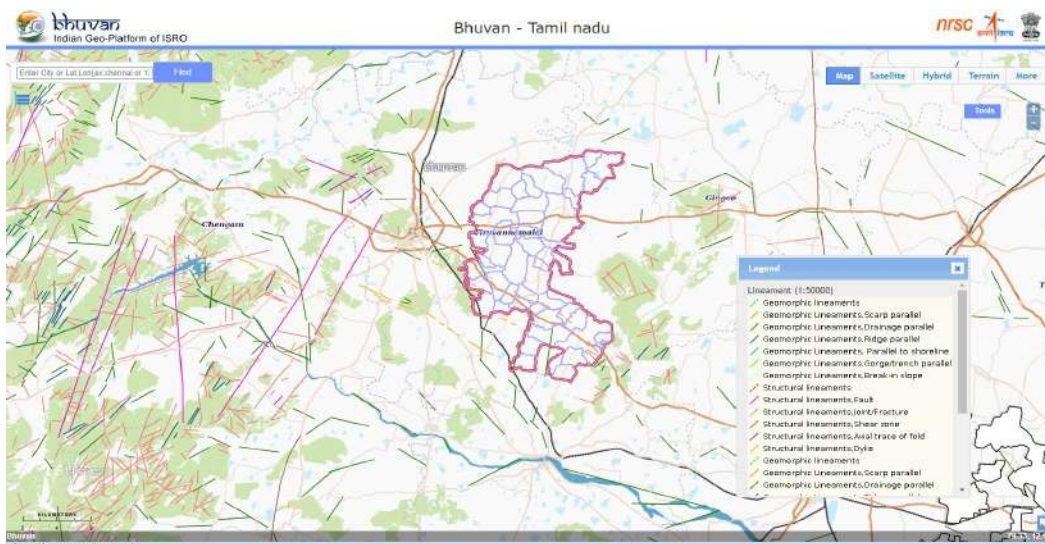 bhuvan
Indian Geo-Platform of ISRO
Bhuvan - Tamil nadu
nrsc
Find
Map
Satellite
Hybrid
Terrain
More
Tools
+
-
Bhuvan
Gingee
Chengam
Legend
x
Lineament (1:50000)
Geomorphic lineaments
Geomorphic Lineaments,Scarp parallel
Geomorphic Lineaments,Drainage parallel
Geomorphic Lineaments,Ridge parallel
Geomorphic Lineaments, Parallel to shoreline
Geomorphic Lineaments,Gorge/trench parallel
Geomorphic Lineaments,Break-in slope
Structural lineaments
Structural lineaments,Fault
Structural lineaments,Joint/Fracture
Structural lineaments,Shear zone
Structural lineaments,Axial trace of fold
Structural lineaments,Dyke
Geomorphic lineaments
Geomorphic Lineaments,Scarp parallel
Geomorphic Lineaments,Drainage parallel
KILOMETERS
Bhuvan